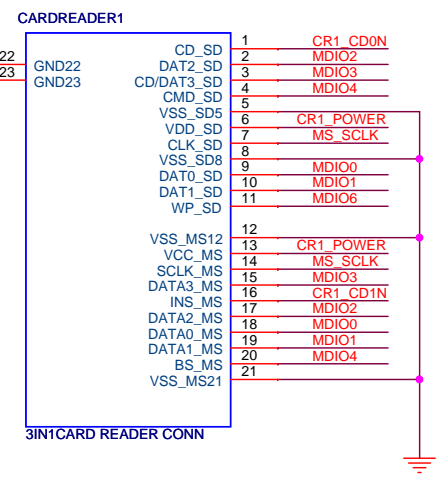 CARDREADER1
22 GND22
23 GND23
CD_SD 1 CR1_CD0N
DAT2_SD 2 MDIO2
CD/DAT3_SD 3 MDIO3
CMD_SD 4 MDIO4
VSS_SD5 5
VDD_SD 6 CR1_POWER
CLK_SD 7 MS_SCLK
VSS_SD8 8
DAT0_SD 9 MDIO0
DAT1_SD 10 MDIO1
WP_SD 11 MDIO6
VSS_MS12 12
VCC_MS 13 CR1_POWER
SCLK_MS 14 MS_SCLK
DATA3_MS 15 MDIO3
INS_MS 16 CR1_CD1N
DATA2_MS 17 MDIO2
DATA0_MS 18 MDIO0
DATA1_MS 19 MDIO1
BS_MS 20 MDIO4
VSS_MS21 21
3IN1CARD READER CONN